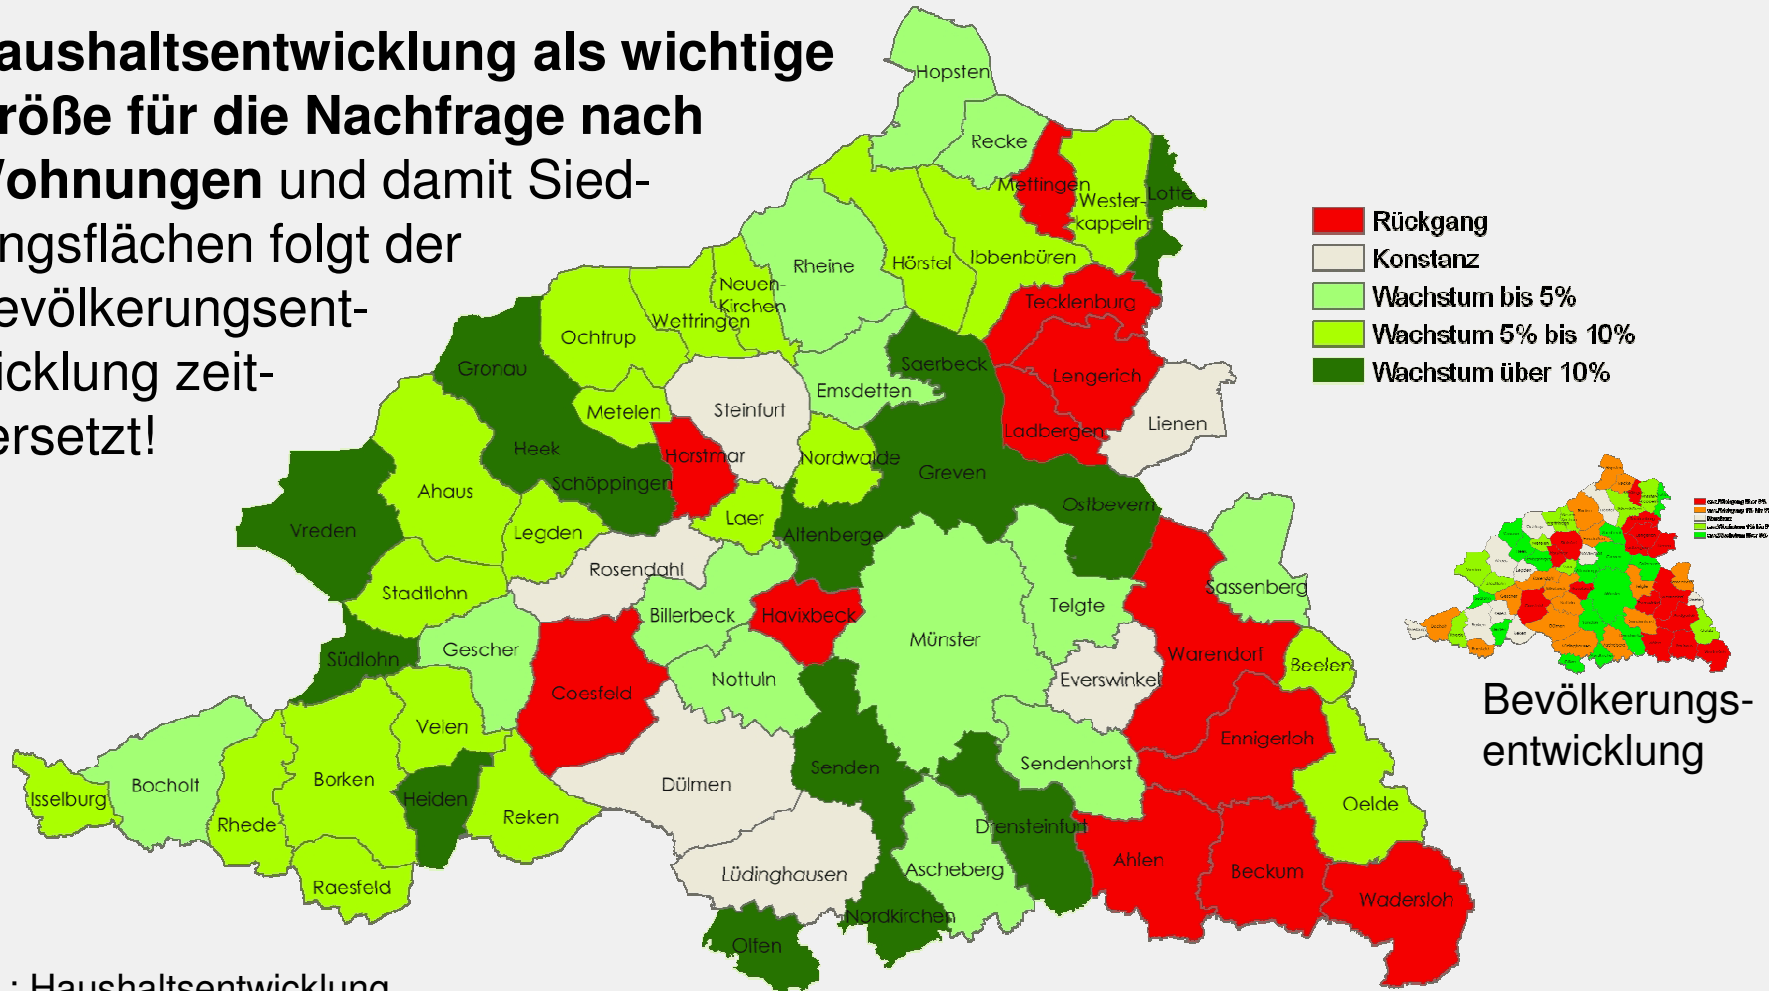 aushaltsentwicklung als wichtige
röße für die Nachfrage nach
ohnungen und damit Sied-
ngsflächen folgt der
evölkerungsent-
icklung zeit-
ersetzt!
Hopsten
Recke
Mettingen
Wester-
kappeln
Lotte
Rheine
Hörstel
Ibbenbüren
Neuen-
Kirchen
Wettringen
Ochtrup
Tecklenburg
Gronau
Saerbeck
Lengerich
Emsdetten
Metelen
Steinfurt
Lienen
Ladbergen
Heek
Horstmar
Nordwalde
Greven
Schöppingen
Ahaus
Ostbevern
Laer
Vreden
Legden
Altenberge
Rosendahl
Sassenberg
Stadtlohn
Billerbeck
Havixbeck
Telgte
Münster
Gescher
Südlohn
Warendorf
Beelen
Nottuln
Everswinkel
Coesfeld
Velen
Ennigerloh
Senden
Sendenhorst
Borken
Bocholt
Dülmen
Isselburg
Heiden
Oelde
Reken
Rhede
Drensteinfurt
Ahlen
Ascheberg
Beckum
Lüdinghausen
Raesfeld
Wadersloh
Nordkirchen
Olfen
Rückgang
Konstanz
Wachstum bis 5%
Wachstum 5% bis 10%
Wachstum über 10%
Bevölkerungs-
entwicklung
: Haushaltsentwicklung